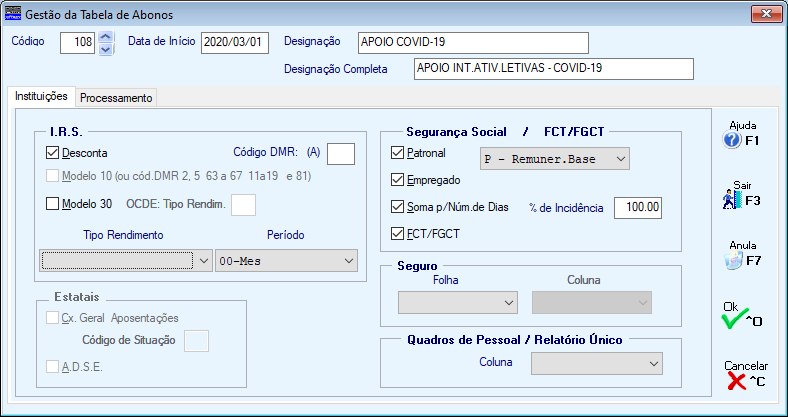 Gestão da Tabela de Abonos
Código 108 Data de Início 2020/03/01 Designação APOIO COVID-19
Designação Completa APOIO INT.ATIV.LETIVAS - COVID-19
Instituições Processamento
I.R.S.
Desconta Código DMR: (A)
Modelo 10 (ou cód.DMR 2, 5 63 a 67 11a19 e 81)
Modelo 30 OCDE: Tipo Rendim.
Tipo Rendimento Período
00-Mes
Estatais
Cx. Geral Aposentações
Código de Situação
A.D.S.E.
Segurança Social / FCT/FGCT
Patronal P - Remuner.Base
Empregado
Soma p/Núm.de Dias % de Incidência 100.00
FCT/FGCT
Seguro
Folha Coluna
Quadros de Pessoal / Relatório Único
Coluna
Ajuda
F1
Sair
F3
Anula
F7
Ok
^O
Cancelar
^C